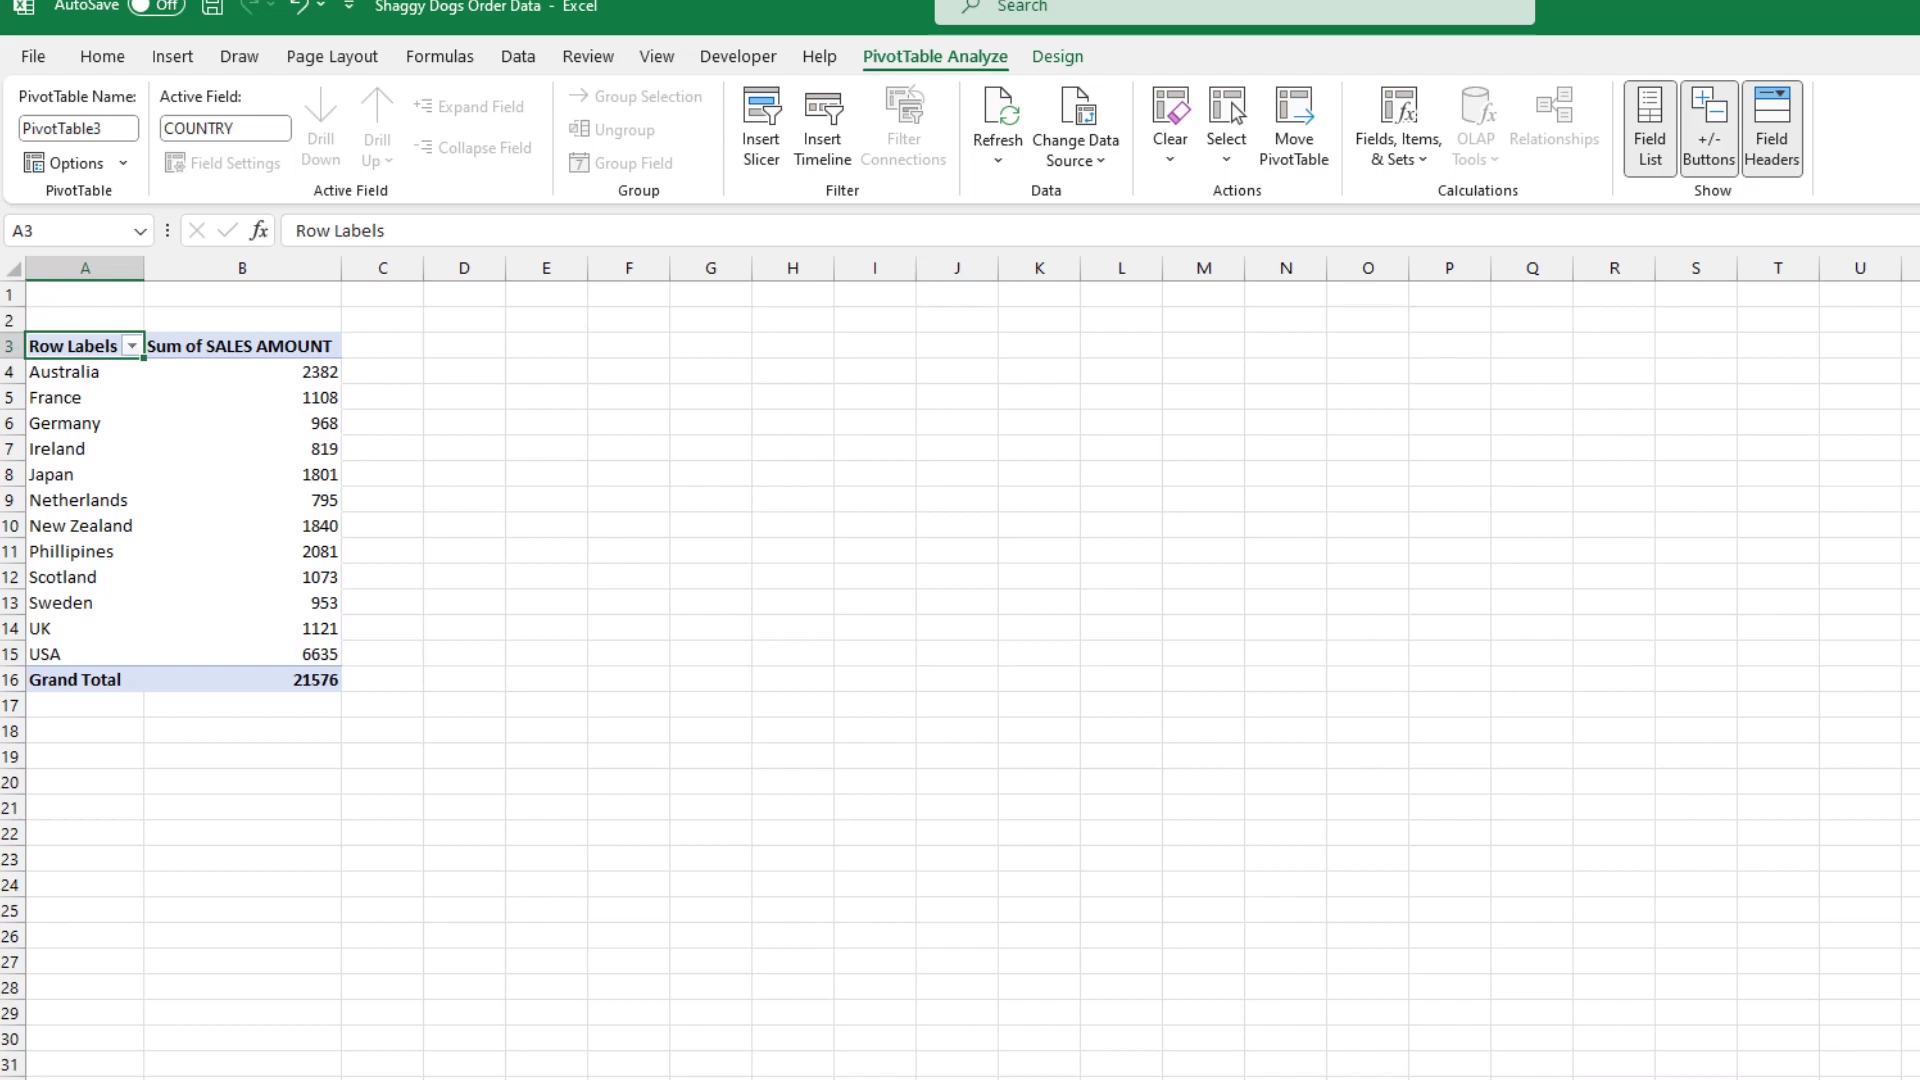 AutoSave Off Shaggy Dogs Order Data - Excel Search
File Home Insert Draw Page Layout Formulas Data Review View Developer Help PivotTable Analyze Design
PivotTable Name:
PivotTable3
Options
PivotTable
Active Field:
COUNTRY
Field Settings
Drill
Down
Drill
Up
Expand Field
Collapse Field
Active Field
Group Selection
Ungroup
Group Field
Group
Insert
Slicer
Insert
Timeline
Filter
Connections
Filter
Refresh
Change Data
Source
Data
Clear
Select
Move
PivotTable
Actions
Fields, Items,
& Sets
OLAP
Tools
Relationships
Calculations
Field
List
+/-
Buttons
Field
Headers
Show
A3 fx Row Labels
A B C D E F G H I J K L M N O P Q R S T U
1
2
3 Row Labels Sum of SALES AMOUNT
4 Australia 2382
5 France 1108
6 Germany 968
7 Ireland 819
8 Japan 1801
9 Netherlands 795
10 New Zealand 1840
11 Phillipines 2081
12 Scotland 1073
13 Sweden 953
14 UK 1121
15 USA 6635
16 Grand Total 21576
17
18
19
20
21
22
23
24
25
26
27
28
29
30
31